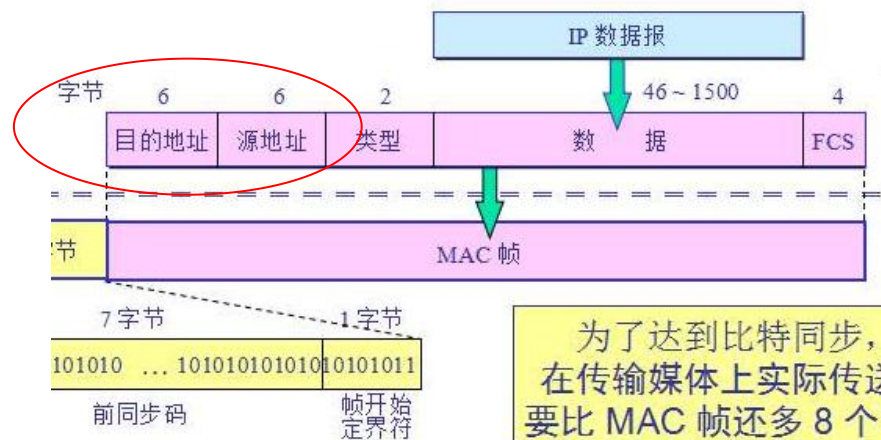 IP 数据报
字节 6 6 2 46 ~ 1500 4
目的地址 源地址 类型 数 据 FCS
节 MAC 帧
7 字节 1 字节
101010 … 101010101010 10101011
前同步码 帧开始
定界符
为了达到比特同步，
在传输媒体上实际传送
要比 MAC 帧还多 8 个